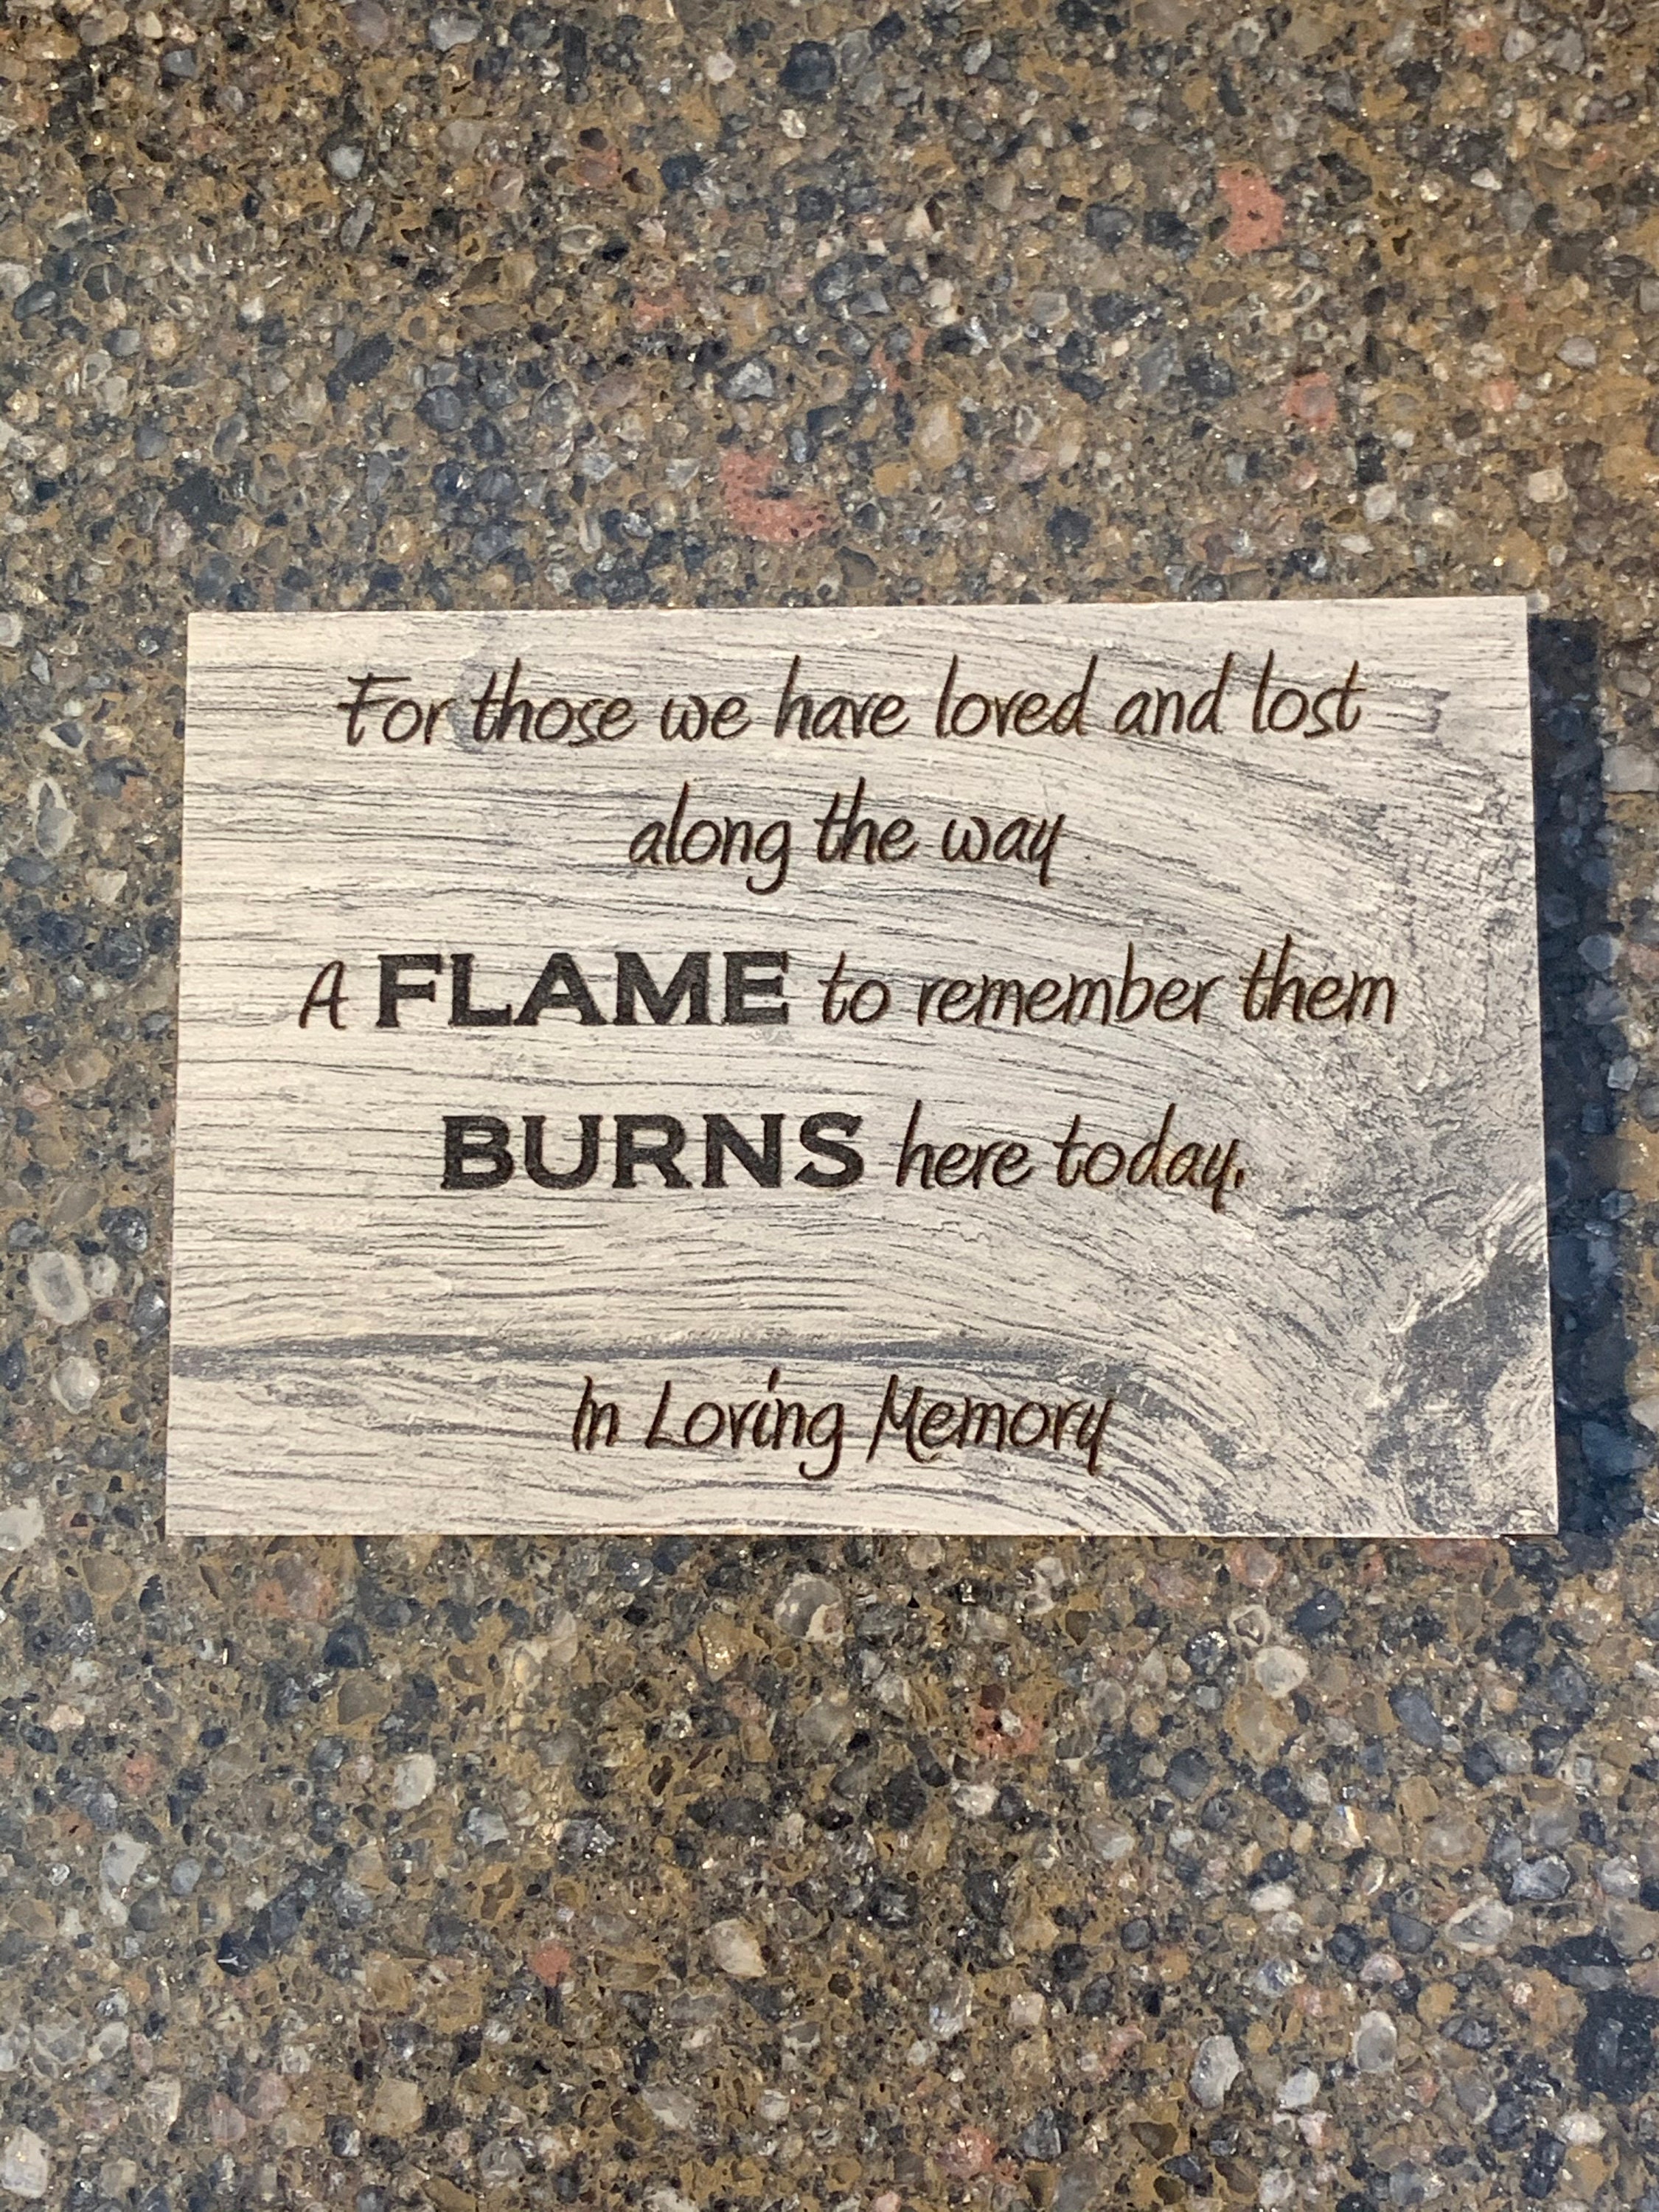 For those we have loved and lost
along the way
A FLAME to remember them
BURNS here today.
In Loving Memory